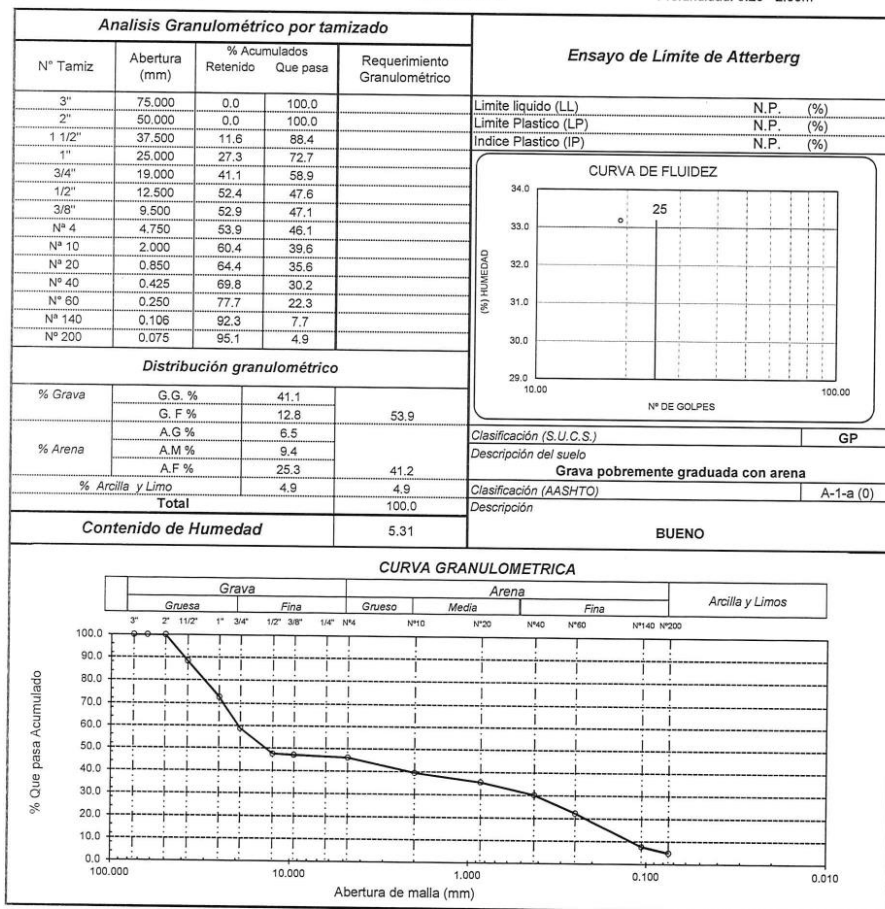 Analisis Granulométrico por tamizado
N° Tamiz Abertura (mm) % Acumulados Retenido Que pasa Requerimiento Granulométrico
3" 75.000 0.0 100.0
2" 50.000 0.0 100.0
1 1/2" 37.500 11.6 88.4
1" 25.000 27.3 72.7
3/4" 19.000 41.1 58.9
1/2" 12.500 52.4 47.6
3/8" 9.500 52.9 47.1
Nª 4 4.750 53.9 46.1
Nª 10 2.000 60.4 39.6
Nª 20 0.850 64.4 35.6
Nº 40 0.425 69.8 30.2
N° 60 0.250 77.7 22.3
Nª 140 0.106 92.3 7.7
Nº 200 0.075 95.1 4.9
Distribución granulométrico
% Grava G.G. % 41.1
G. F % 12.8 53.9
% Arena A.G % 6.5
A.M % 9.4
A.F % 25.3 41.2
% Arcilla y Limo 4.9 4.9
Total 100.0
Contenido de Humedad 5.31
Ensayo de Límite de Atterberg
Limite liquido (LL) N.P. (%)
Limite Plastico (LP) N.P. (%)
Indice Plastico (IP) N.P. (%)
CURVA DE FLUIDEZ
34.0
25
33.0
32.0
(%) HUMEDAD
31.0
30.0
29.0
10.00 100.00
Nº DE GOLPES
Clasificación (S.U.C.S.) GP
Descripción del suelo
Grava pobremente graduada con arena
Clasificación (AASHTO) A-1-a (0)
Descripción
BUENO
CURVA GRANULOMETRICA
Grava Arena Arcilla y Limos
Gruesa Fina Grueso Media Fina
3" 2" 11/2" 1" 3/4" 1/2" 3/8" 1/4" Nº4 Nº10 Nº20 Nº40 Nº60 Nº140 Nº200
100.0
90.0
80.0
70.0
60.0
50.0
40.0
30.0
20.0
10.0
0.0
% Que pasa Acumulado
100.000 10.000 1.000 0.100 0.010
Abertura de malla (mm)